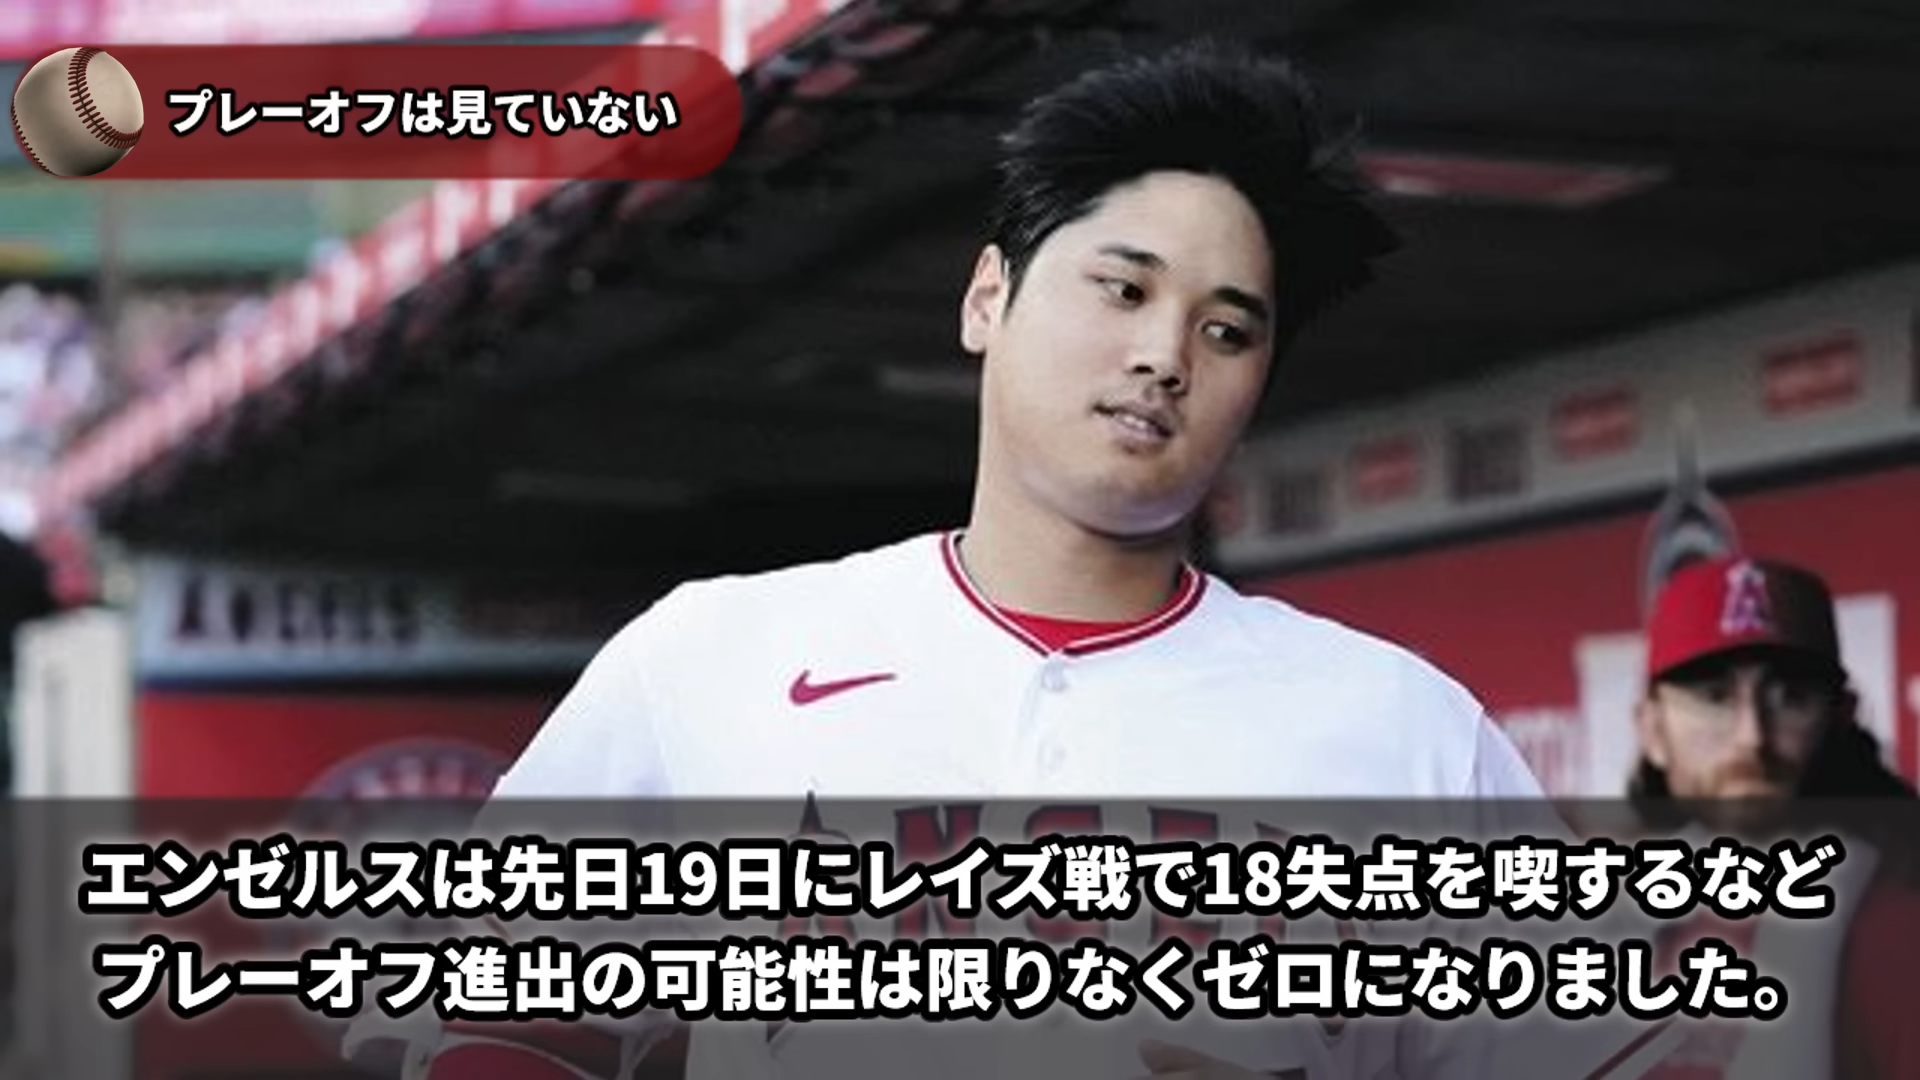 プレーオフは見ていない
ANGELS
エンゼルスは先日19日にレイズ戦で18失点を喫するなど
プレーオフ進出の可能性は限りなくゼロになりました。